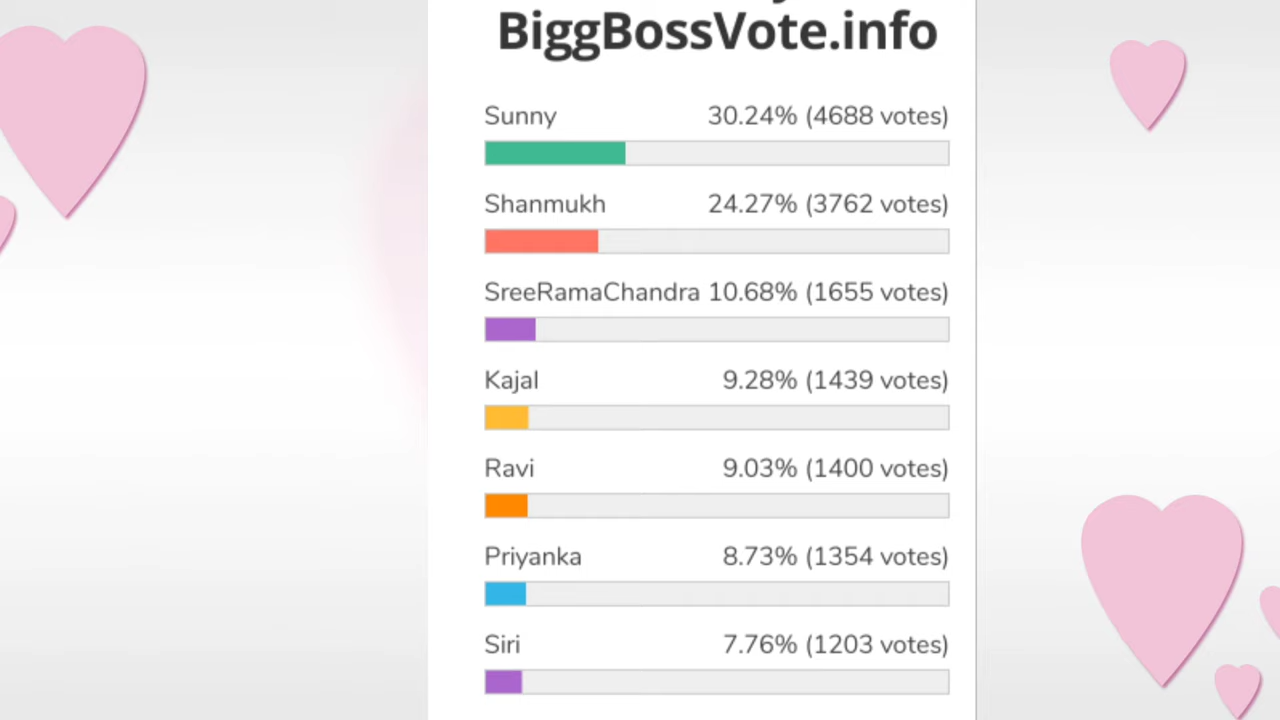 BiggBossVote.info
Sunny 30.24% (4688 votes)
Shanmukh 24.27% (3762 votes)
SreeRamaChandra 10.68% (1655 votes)
Kajal 9.28% (1439 votes)
Ravi 9.03% (1400 votes)
Priyanka 8.73% (1354 votes)
Siri 7.76% (1203 votes)